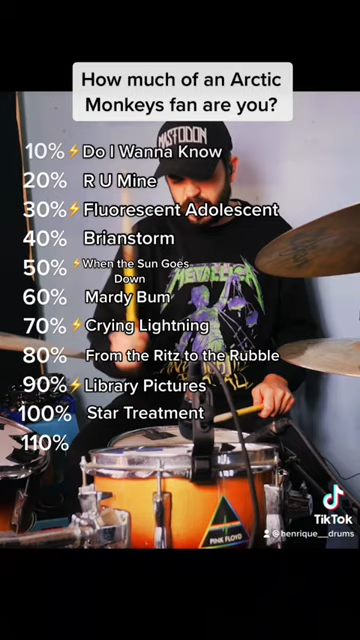 How much of an Arctic
Monkeys fan are you?
MASTODON
10%⚡Do I Wanna Know
20% R U Mine
30%⚡Fluorescent Adolescent
40% Brianstorm
50% ⚡When the Sun Goes
Down
60% Mardy Bum
METALLICA
70%⚡Crying Lightning
80% From the Ritz to the Rubble
90%⚡Library Pictures
100% Star Treatment
110%
TikTok
PINK FLOYD
@henrique__drums